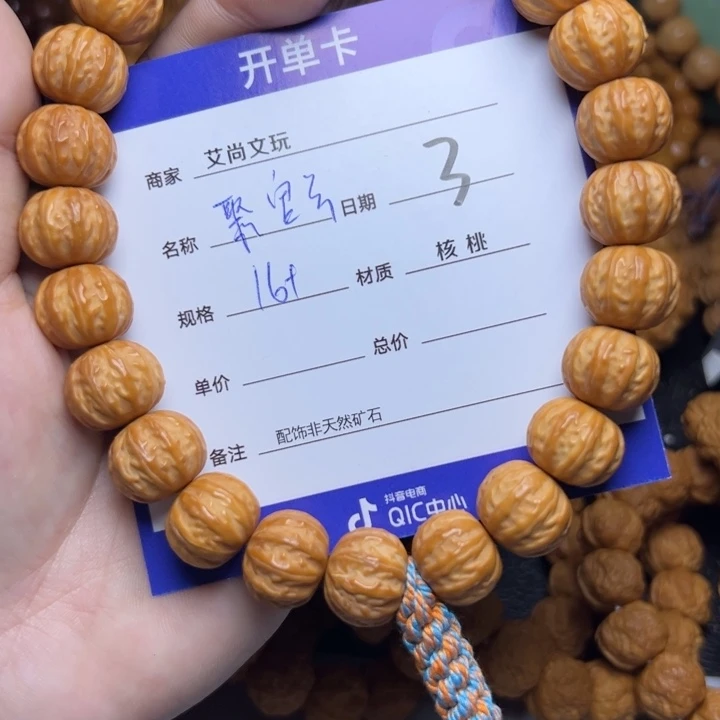 开单卡
商家 艾尚文玩
名称 聚宝 日期 3
规格 16+ 材质 核桃
单价 总价
备注 配饰非天然矿石
抖音电商
QIC中心